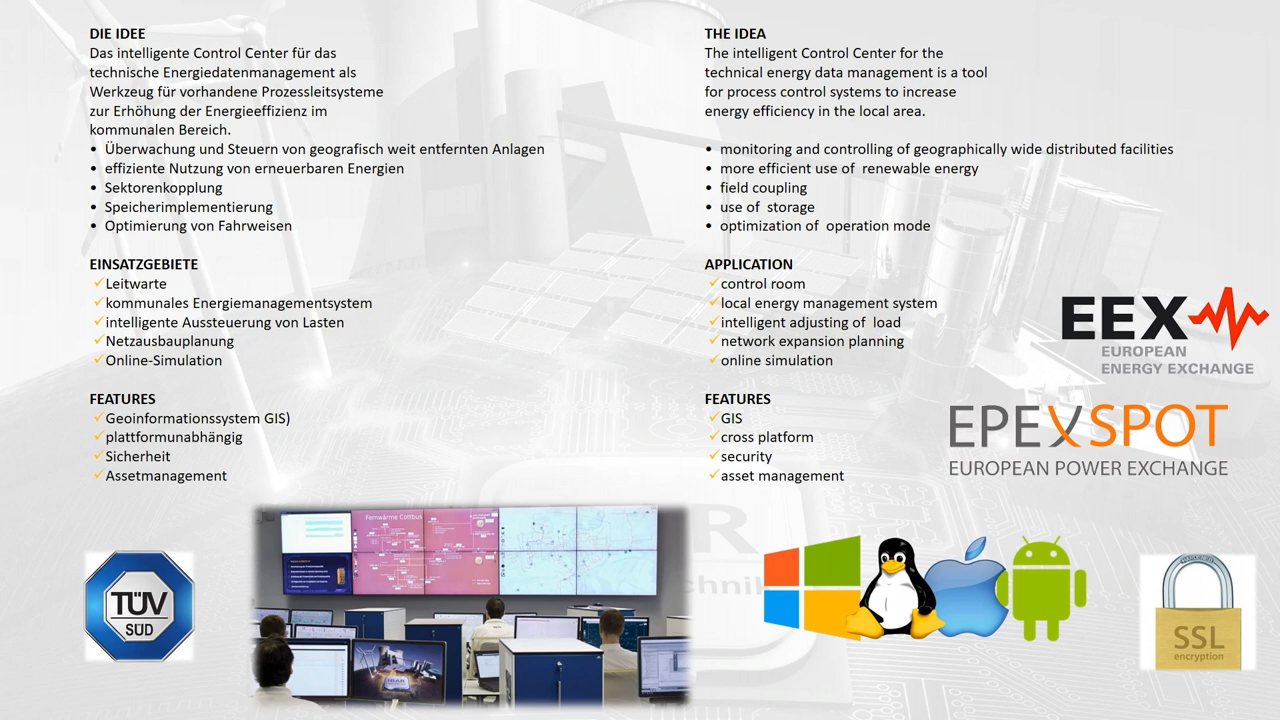 DIE IDEE
Das intelligente Control Center für das
technische Energiedatenmanagement als
Werkzeug für vorhandene Prozessleitsysteme
zur Erhöhung der Energieeffizienz im
kommunalen Bereich.
• Überwachung und Steuern von geografisch weit entfernten Anlagen
• effiziente Nutzung von erneuerbaren Energien
• Sektorenkopplung
• Speicherimplementierung
• Optimierung von Fahrweisen
EINSATZGEBIETE
✓Leitwarte
✓kommunales Energiemanagementsystem
✓intelligente Aussteuerung von Lasten
✓Netzausbauplanung
✓Online-Simulation
FEATURES
✓Geoinformationssystem GIS)
✓plattformunabhängig
✓Sicherheit
✓Assetmanagement
THE IDEA
The intelligent Control Center for the
technical energy data management is a tool
for process control systems to increase
energy efficiency in the local area.
• monitoring and controlling of geographically wide distributed facilities
• more efficient use of  renewable energy
• field coupling
• use of  storage
• optimization of  operation mode
APPLICATION
✓control room
✓local energy management system
✓intelligent adjusting of  load
✓network expansion planning
✓online simulation
FEATURES
✓GIS
✓cross platform
✓security
✓asset management
EEX
EUROPEAN
ENERGY EXCHANGE
EPEXSPOT
EUROPEAN POWER EXCHANGE
TÜV
SÜD
Fernwärme Cottbus
SSL
encryption